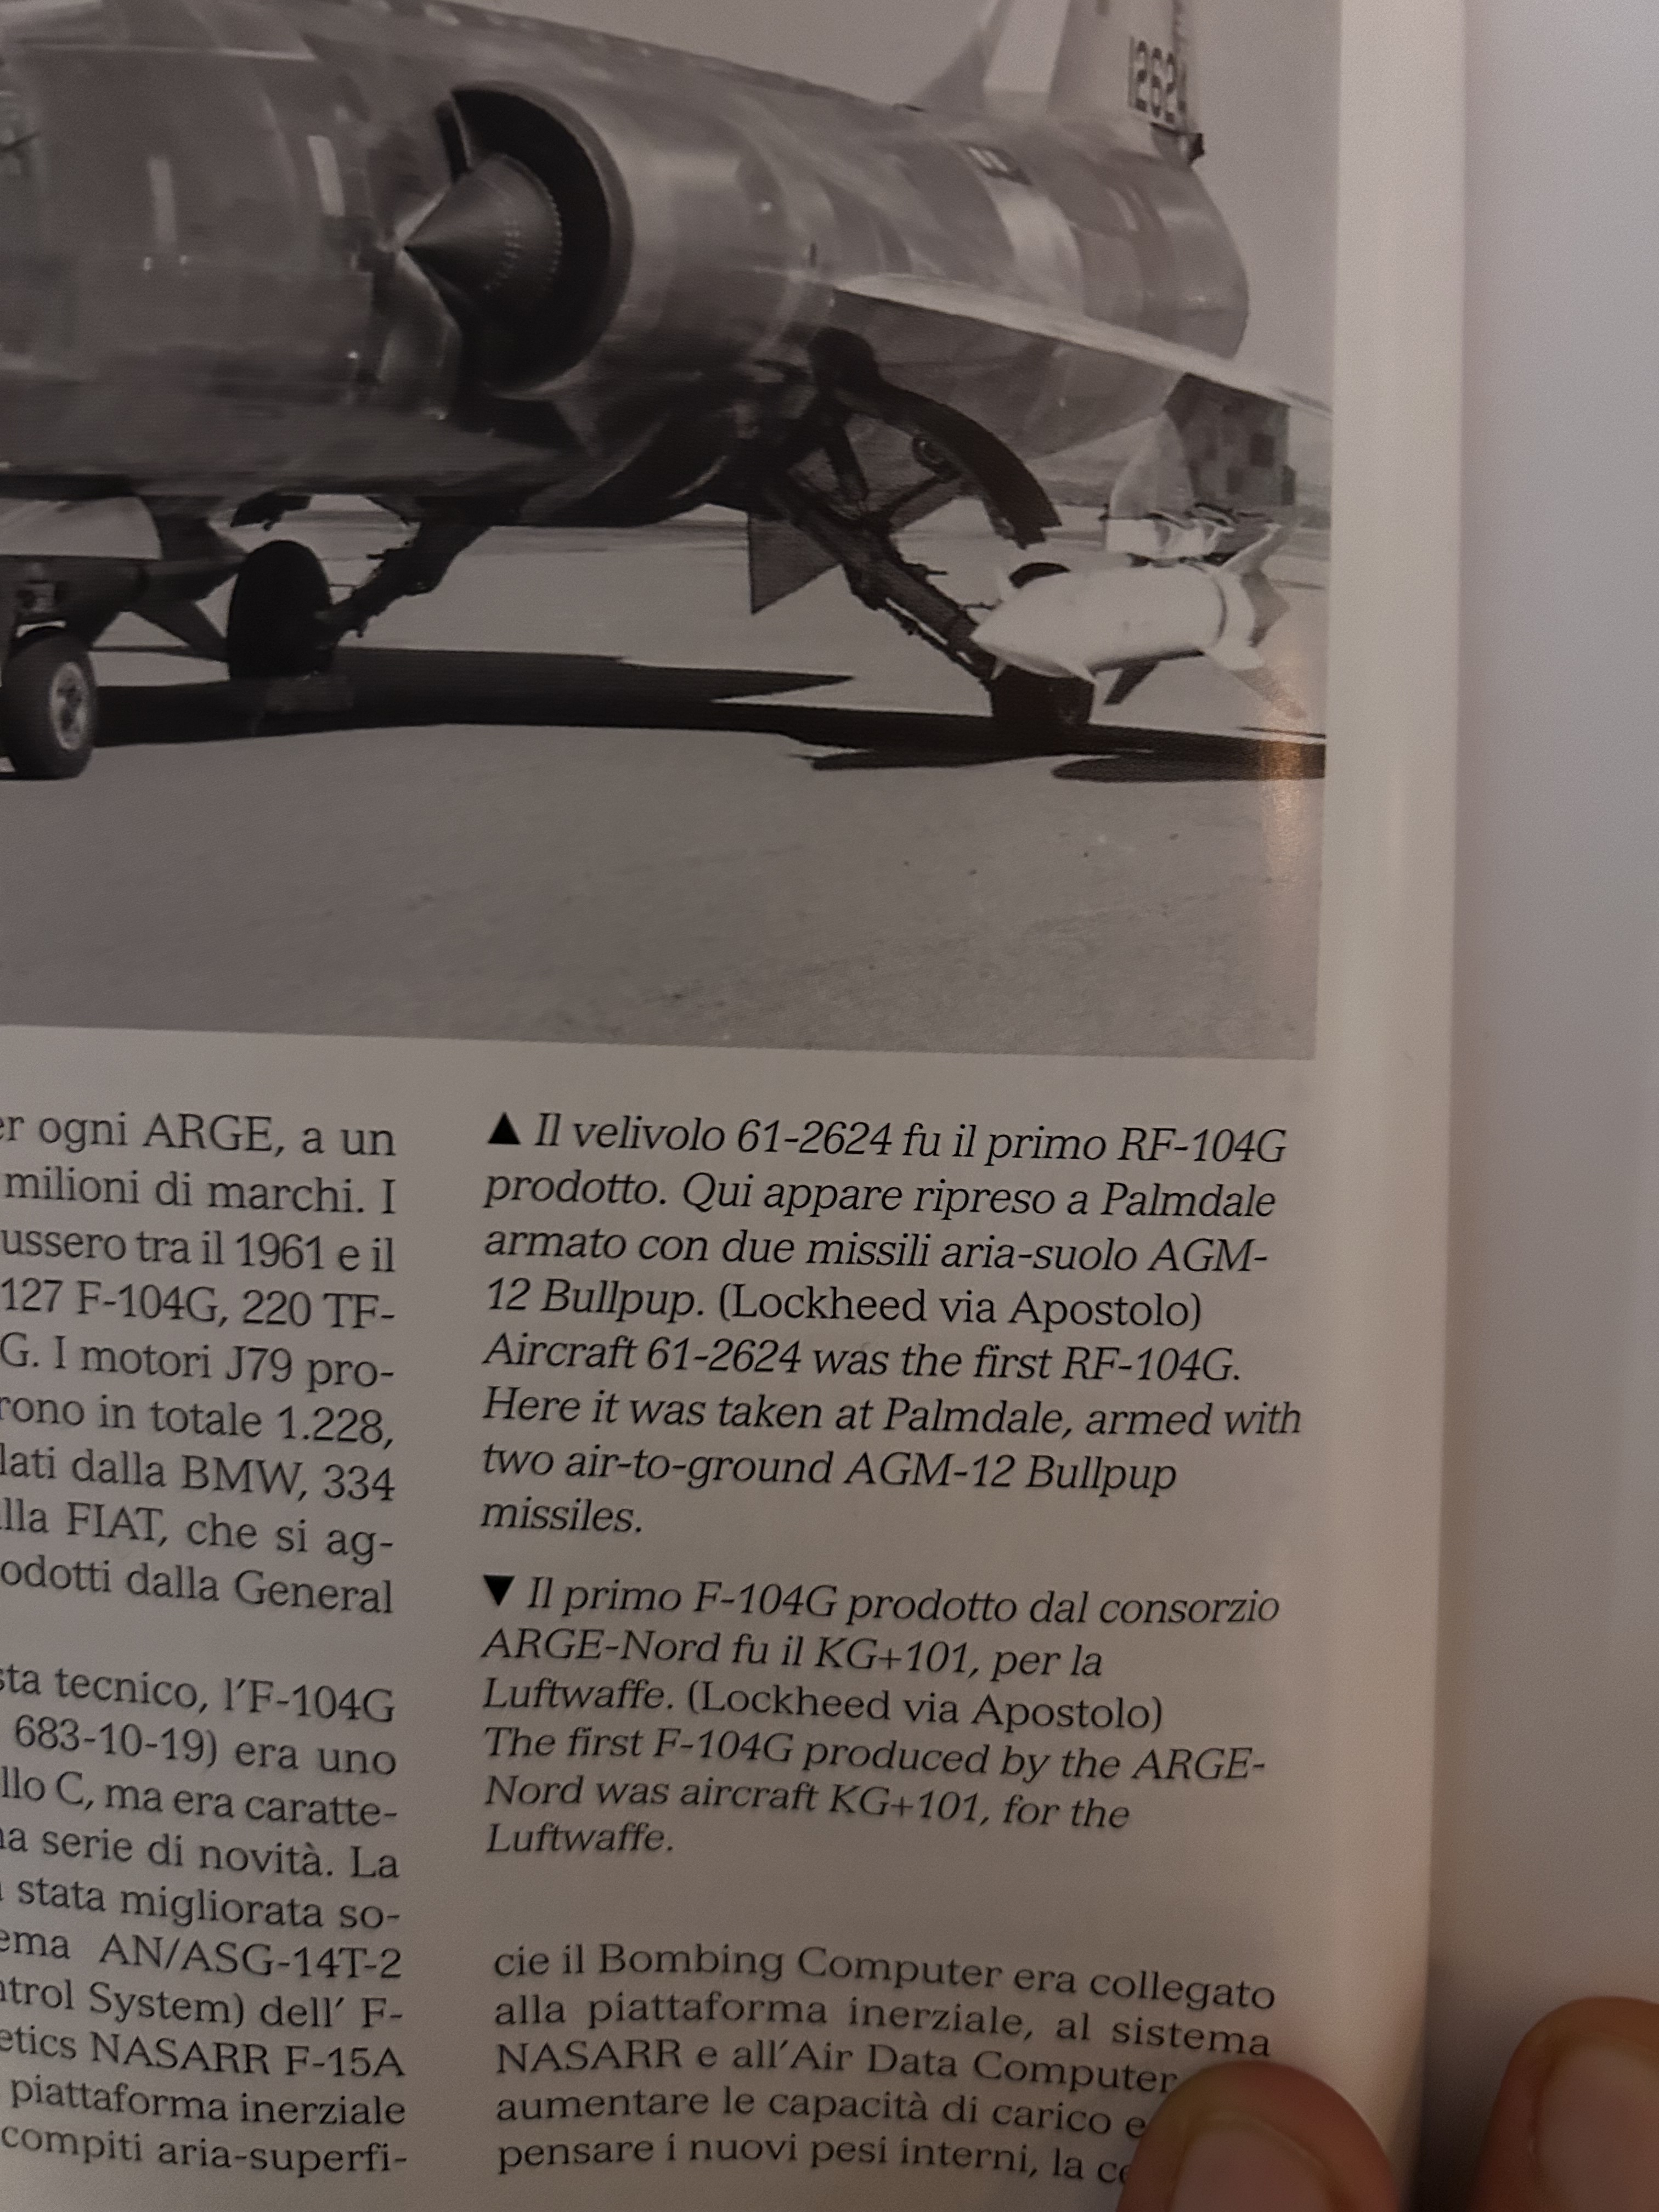 12624
er ogni ARGE, a un
milioni di marchi. I
ussero tra il 1961 e il
127 F-104G, 220 TF-
G. I motori J79 pro-
rono in totale 1.228,
lati dalla BMW, 334
lla FIAT, che si ag-
odotti dalla General
sta tecnico, l'F-104G
683-10-19) era uno
llo C, ma era caratte-
na serie di novità. La
stata migliorata so-
ema AN/ASG-14T-2
ntrol System) dell' F-
etics NASARR F-15A
piattaforma inerziale
compiti aria-superfi-
▲ Il velivolo 61-2624 fu il primo RF-104G
prodotto. Qui appare ripreso a Palmdale
armato con due missili aria-suolo AGM-
12 Bullpup. (Lockheed via Apostolo)
Aircraft 61-2624 was the first RF-104G.
Here it was taken at Palmdale, armed with
two air-to-ground AGM-12 Bullpup
missiles.
▼ Il primo F-104G prodotto dal consorzio
ARGE-Nord fu il KG+101, per la
Luftwaffe. (Lockheed via Apostolo)
The first F-104G produced by the ARGE-
Nord was aircraft KG+101, for the
Luftwaffe.
cie il Bombing Computer era collegato
alla piattaforma inerziale, al sistema
NASARR e all'Air Data Computer
aumentare le capacità di carico e
pensare i nuovi pesi interni, la